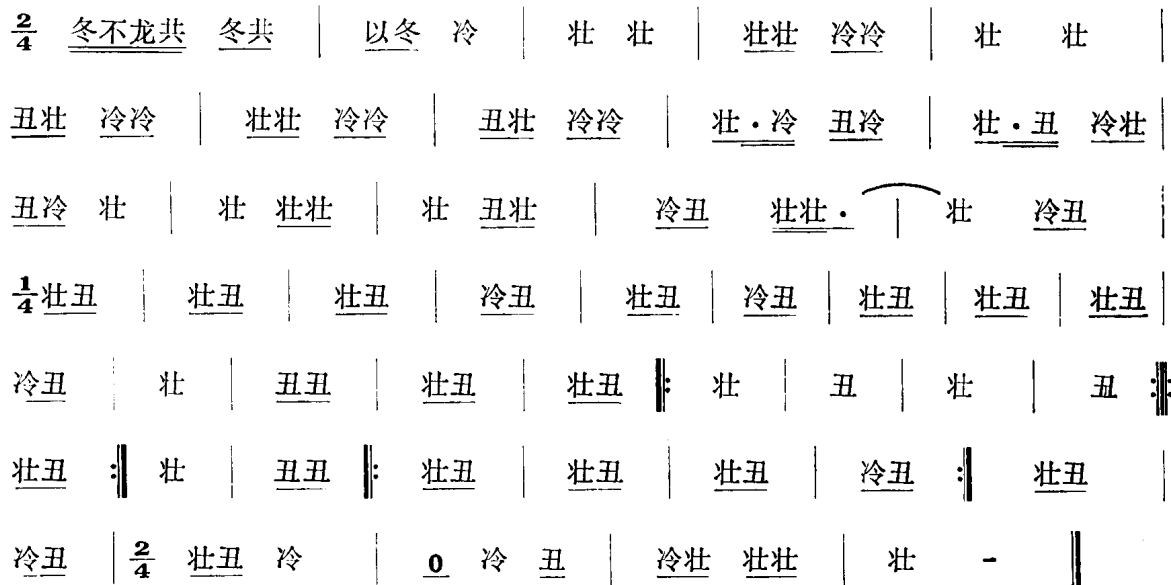 2/4 冬不龙共 冬共 | 以冬 冷 | 壮 壮 | 壮壮 冷冷 | 壮 壮 |
丑壮 冷冷 | 壮壮 冷冷 | 丑壮 冷冷 | 壮·冷 丑冷 | 壮·丑 冷壮 |
丑冷 壮 | 壮 壮壮 | 壮 丑壮 | 冷丑 壮壮· | 壮 冷丑 |
1/4 壮丑 | 壮丑 | 壮丑 | 冷丑 | 壮丑 | 冷丑 | 壮丑 | 壮丑 | 壮丑 |
冷丑 | 壮 | 丑丑 | 壮丑 | 壮丑 ‖: 壮 | 丑 | 壮 | 丑 :‖:
壮丑 :‖ 壮 | 丑丑 ‖: 壮丑 | 壮丑 | 壮丑 | 冷丑 :‖ 壮丑 |
冷丑 | 2/4 壮丑 冷 | 0 冷 丑 | 冷壮 壮壮 | 壮 - ‖